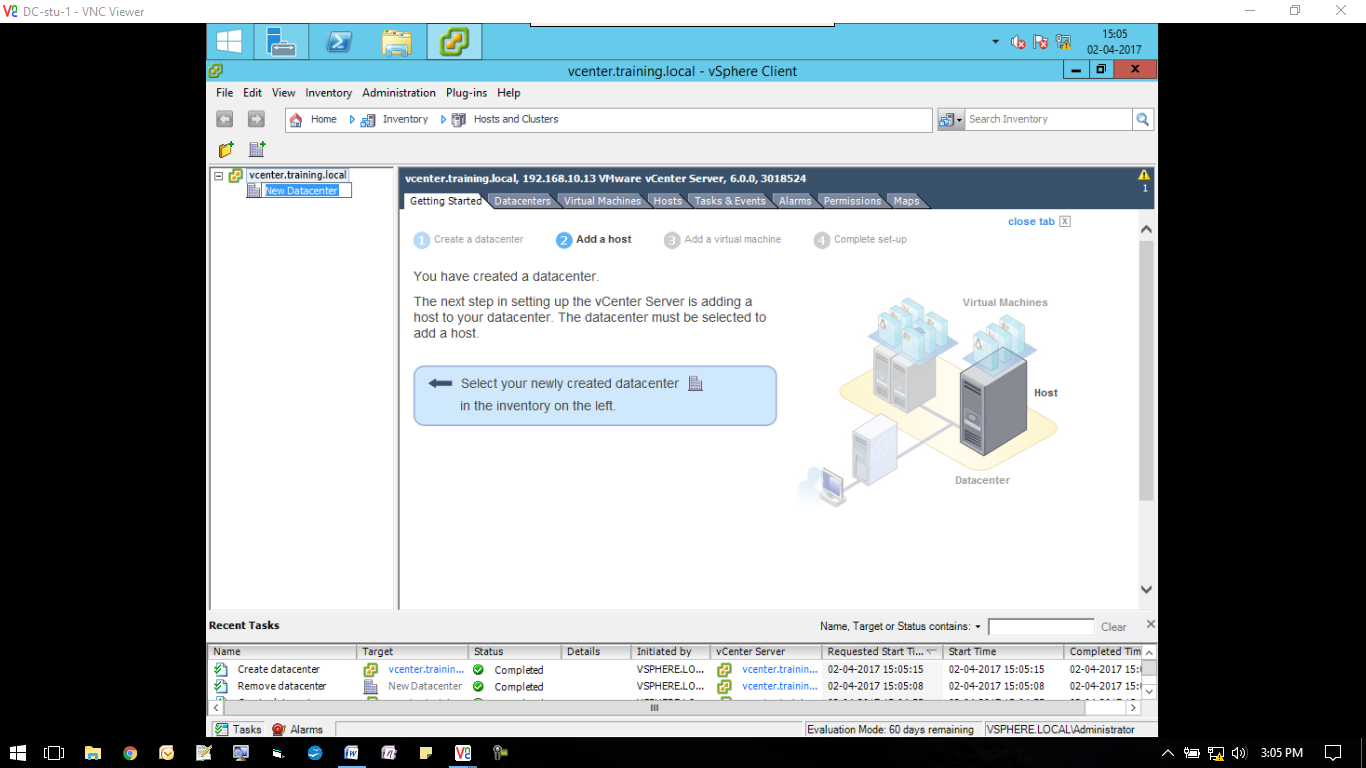 DC-stu-1 - VNC Viewer
15:05
02-04-2017
vcenter.training.local - vSphere Client
File Edit View Inventory Administration Plug-ins Help
Home Inventory Hosts and Clusters
Search Inventory
vcenter.training.local
New Datacenter
vcenter.training.local, 192.168.10.13 VMware vCenter Server, 6.0.0, 3018524
1
Getting Started Datacenters Virtual Machines Hosts Tasks & Events Alarms Permissions Maps
close tab X
1 Create a datacenter 2 Add a host 3 Add a virtual machine 4 Complete set-up
You have created a datacenter.
The next step in setting up the vCenter Server is adding a
host to your datacenter. The datacenter must be selected to
add a host.
Select your newly created datacenter
in the inventory on the left.
Virtual Machines
Host
Datacenter
Recent Tasks
Name, Target or Status contains: Clear
Name Target Status Details Initiated by vCenter Server Requested Start Ti... Start Time Completed Tim
Create datacenter vcenter.trainin... Completed VSPHERE.LO... vcenter.trainin... 02-04-2017 15:05:15 02-04-2017 15:05:15 02-04-2017 15:
Remove datacenter New Datacenter Completed VSPHERE.LO... vcenter.trainin... 02-04-2017 15:05:08 02-04-2017 15:05:08 02-04-2017 15:
Tasks Alarms Evaluation Mode: 60 days remaining VSPHERE.LOCAL\Administrator
3:05 PM